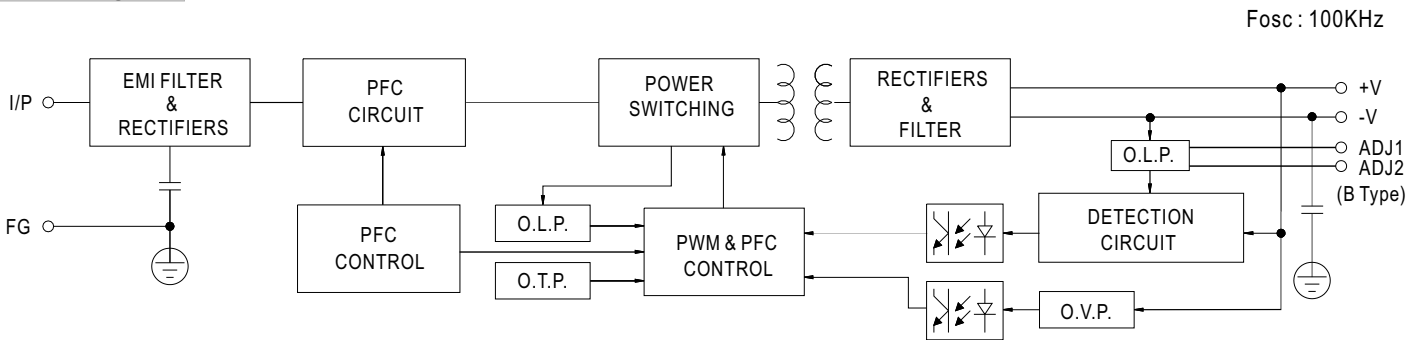 Fosc : 100KHz
I/P
EMI FILTER
&
RECTIFIERS
PFC
CIRCUIT
POWER
SWITCHING
RECTIFIERS
&
FILTER
+V
-V
ADJ1
ADJ2
(B Type)
O.L.P.
FG
PFC
CONTROL
O.L.P.
O.T.P.
PWM & PFC
CONTROL
DETECTION
CIRCUIT
O.V.P.